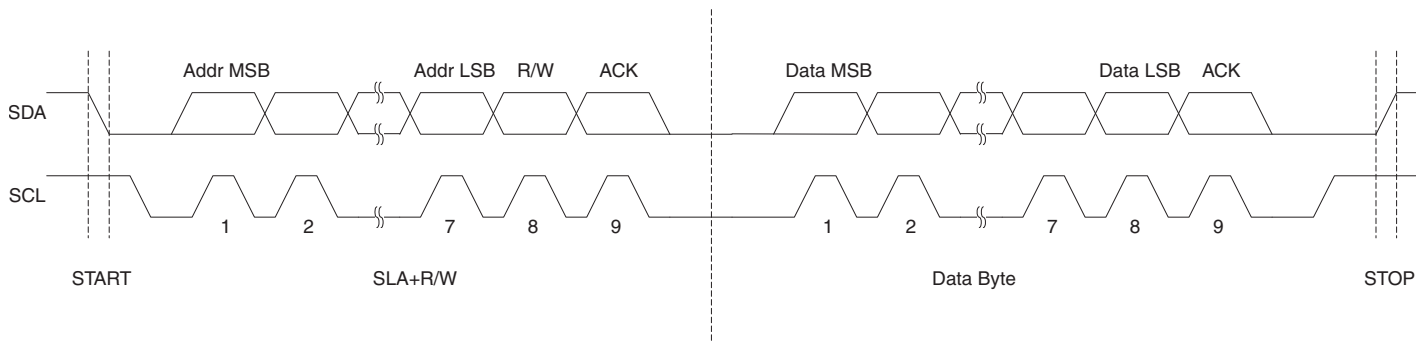 Addr MSB Addr LSB R/W ACK Data MSB Data LSB ACK
SDA
SCL
1 2 7 8 9 1 2 7 8 9
START SLA+R/W Data Byte STOP